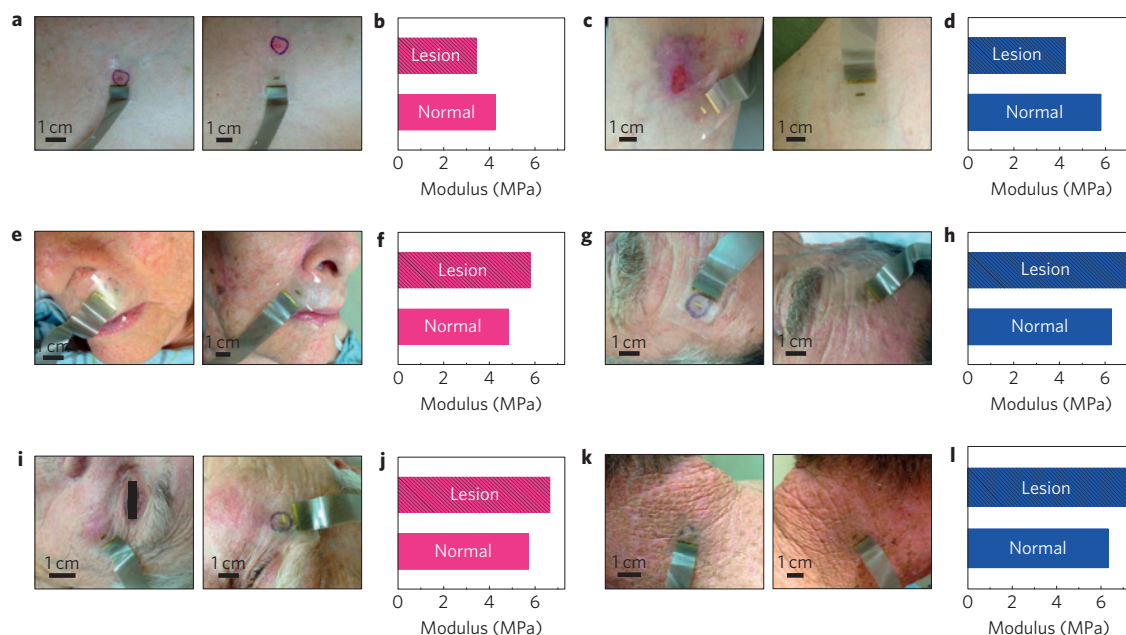 a
1 cm
1 cm
b
Lesion
Normal
0 2 4 6
Modulus (MPa)
c
1 cm
1 cm
d
Lesion
Normal
0 2 4 6
Modulus (MPa)
e
1 cm
1 cm
f
Lesion
Normal
0 2 4 6
Modulus (MPa)
g
1 cm
1 cm
h
Lesion
Normal
0 2 4 6
Modulus (MPa)
i
1 cm
1 cm
j
Lesion
Normal
0 2 4 6
Modulus (MPa)
k
1 cm
1 cm
l
Lesion
Normal
0 2 4 6
Modulus (MPa)